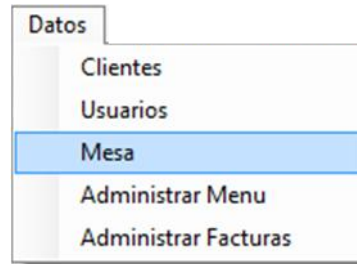 Datos
Clientes
Usuarios
Mesa
Administrar Menu
Administrar Facturas